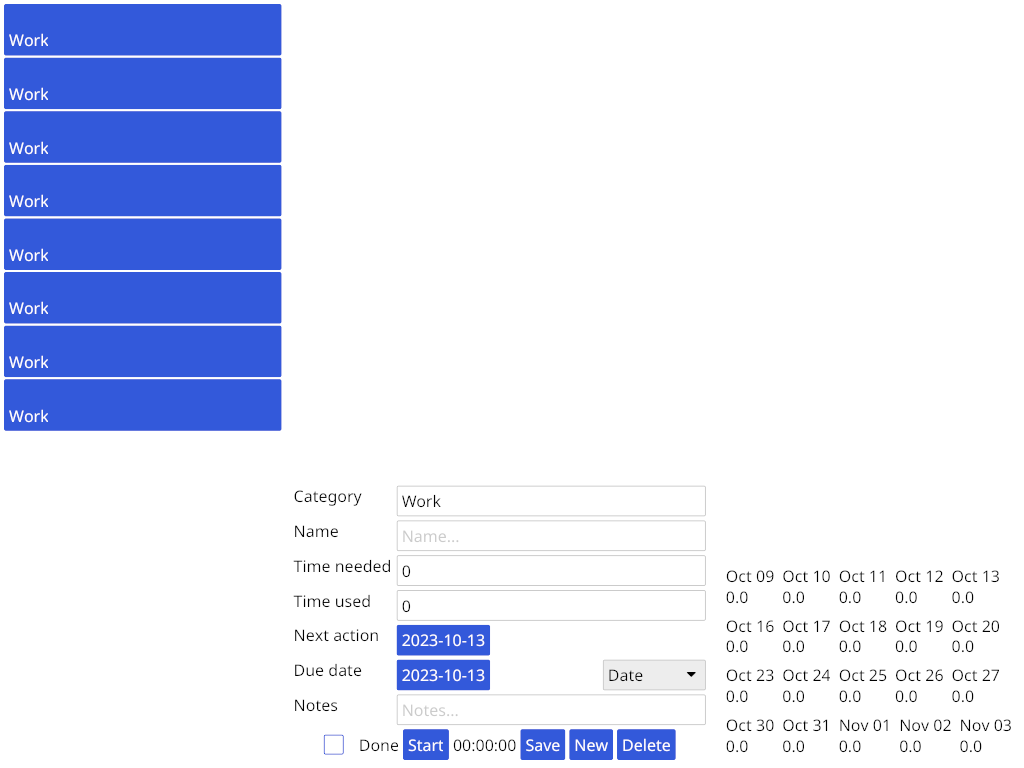 Work
Work
Work
Work
Work
Work
Work
Work
Category Work
Name Name...
Time needed 0
Time used 0
Next action 2023-10-13
Due date 2023-10-13 Date
Notes Notes...
Done Start 00:00:00 Save New Delete
Oct 09 Oct 10 Oct 11 Oct 12 Oct 13
0.0 0.0 0.0 0.0 0.0
Oct 16 Oct 17 Oct 18 Oct 19 Oct 20
0.0 0.0 0.0 0.0 0.0
Oct 23 Oct 24 Oct 25 Oct 26 Oct 27
0.0 0.0 0.0 0.0 0.0
Oct 30 Oct 31 Nov 01 Nov 02 Nov 03
0.0 0.0 0.0 0.0 0.0